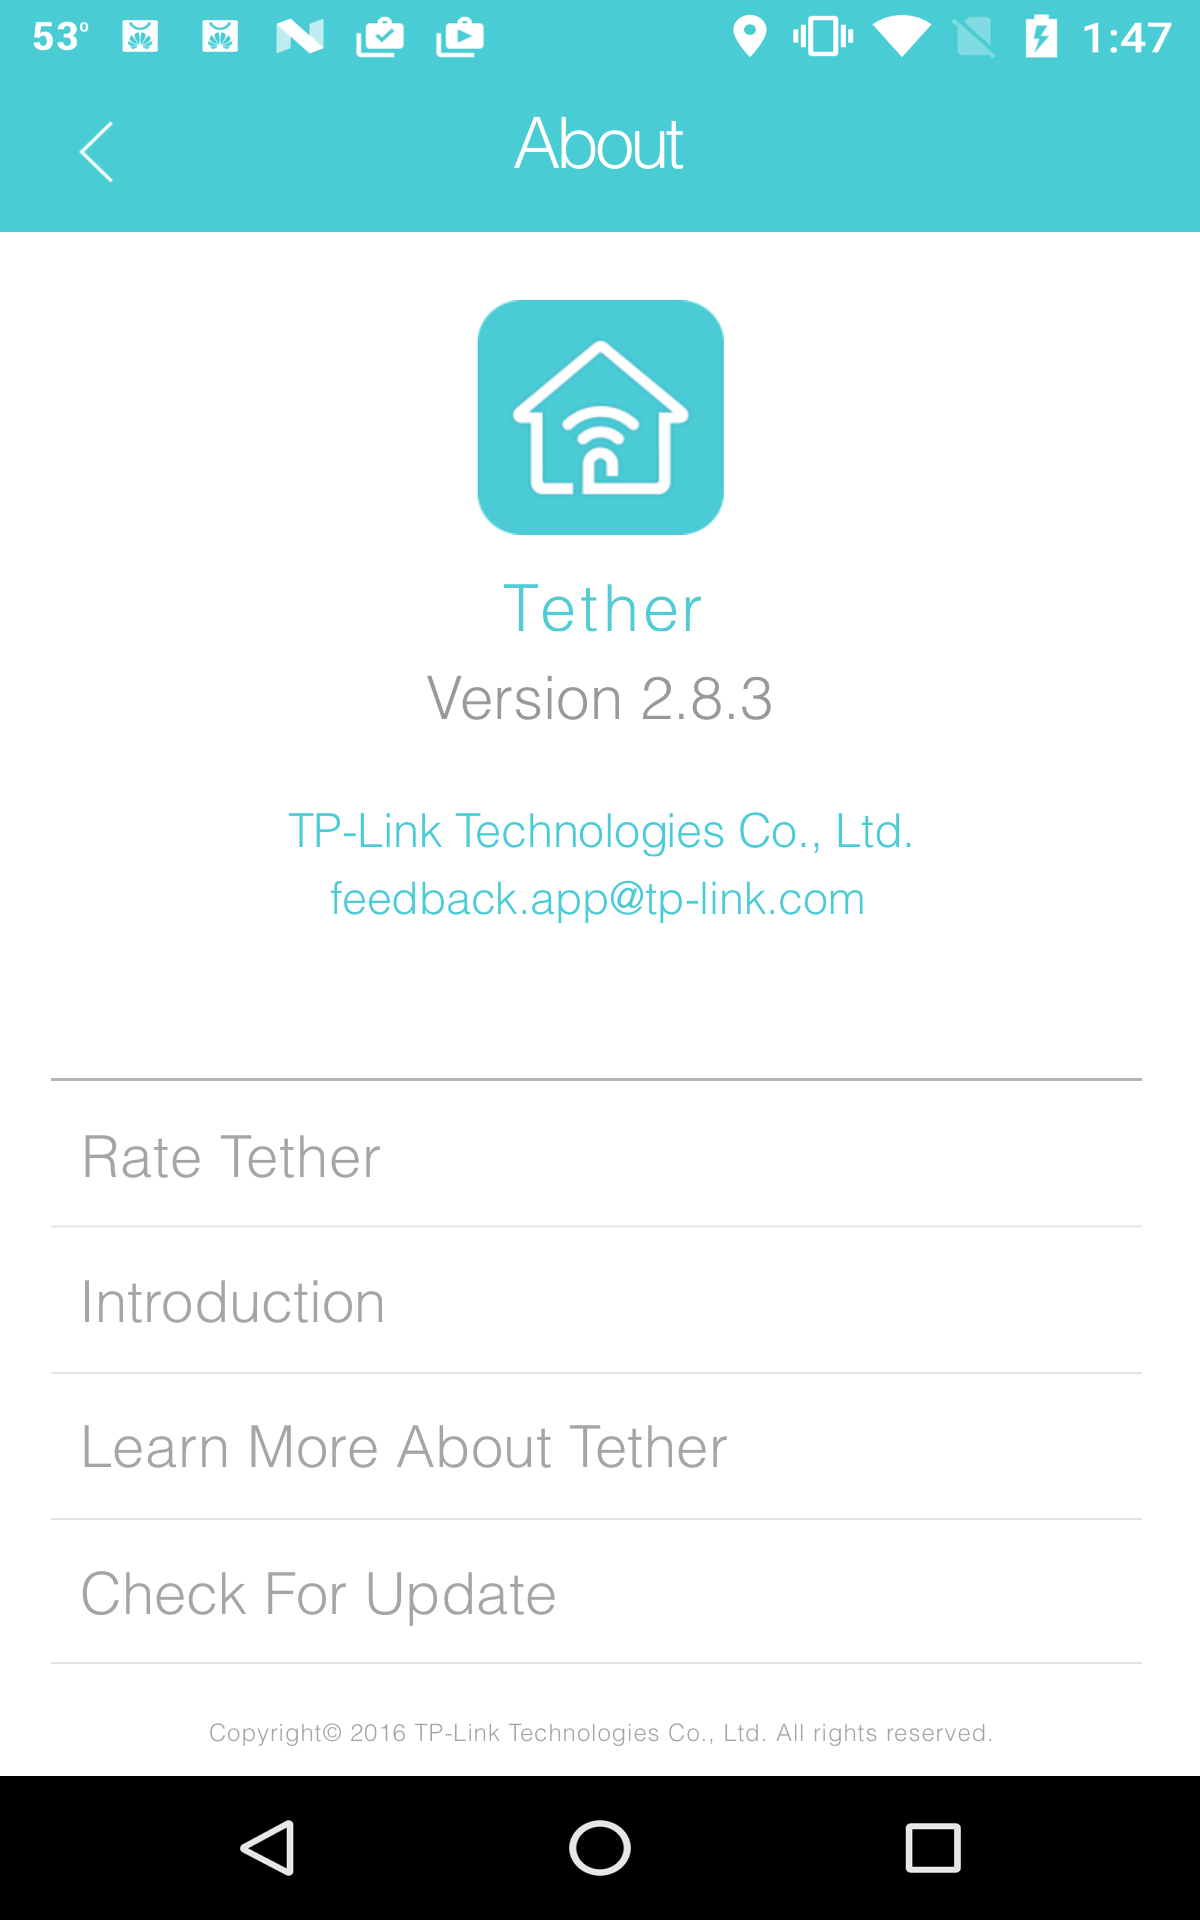 53° 1:47
About
Tether
Version 2.8.3
TP-Link Technologies Co., Ltd.
feedback.app@tp-link.com
Rate Tether
Introduction
Learn More About Tether
Check For Update
Copyright© 2016 TP-Link Technologies Co., Ltd. All rights reserved.